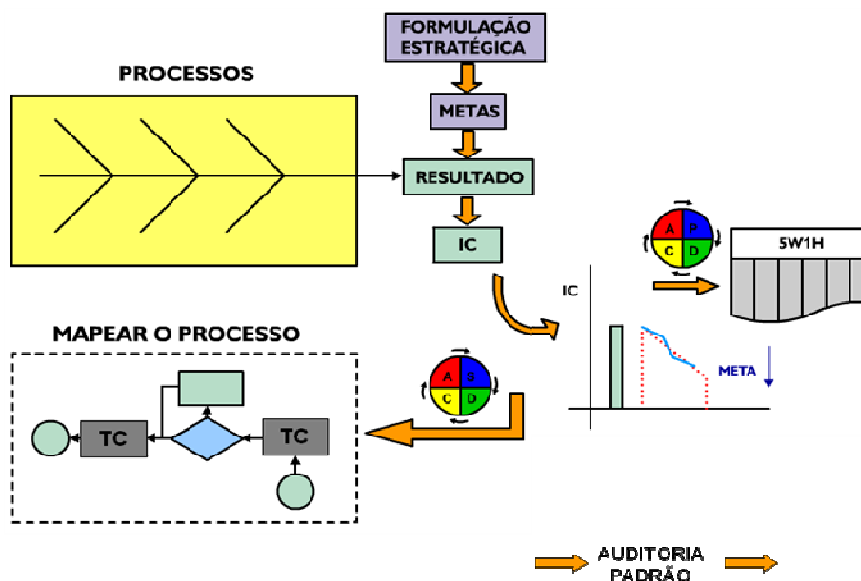 FORMULAÇÃO
ESTRATÉGICA
PROCESSOS
METAS
RESULTADO
IC
A P
C D
5W1H
IC
META
MAPEAR O PROCESSO
A S
C D
TC
TC
AUDITORIA
PADRÃO